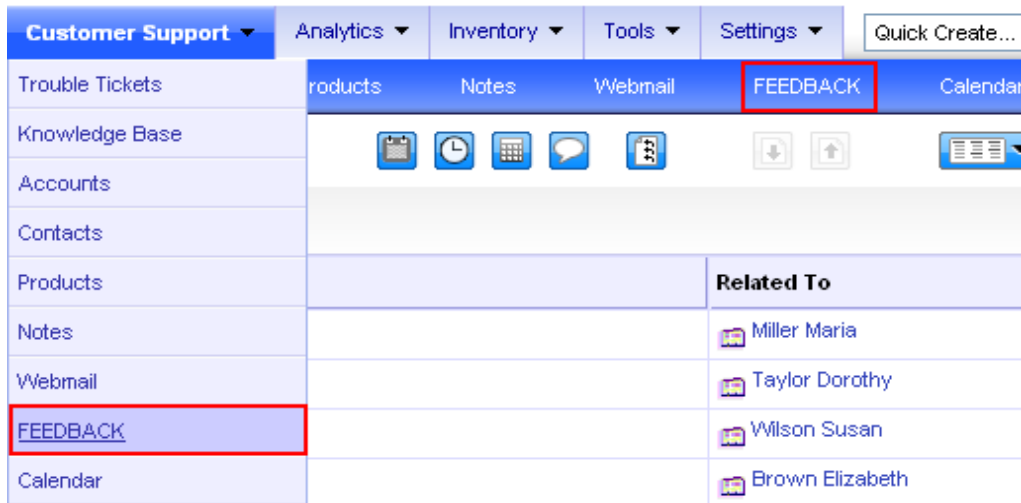 Customer Support Analytics Inventory Tools Settings Quick Create...
Trouble Tickets
roducts Notes Webmail FEEDBACK Calendar
Knowledge Base
Accounts
Contacts
Products
Related To
Notes
Miller Maria
Webmail
Taylor Dorothy
FEEDBACK
Wilson Susan
Calendar
Brown Elizabeth